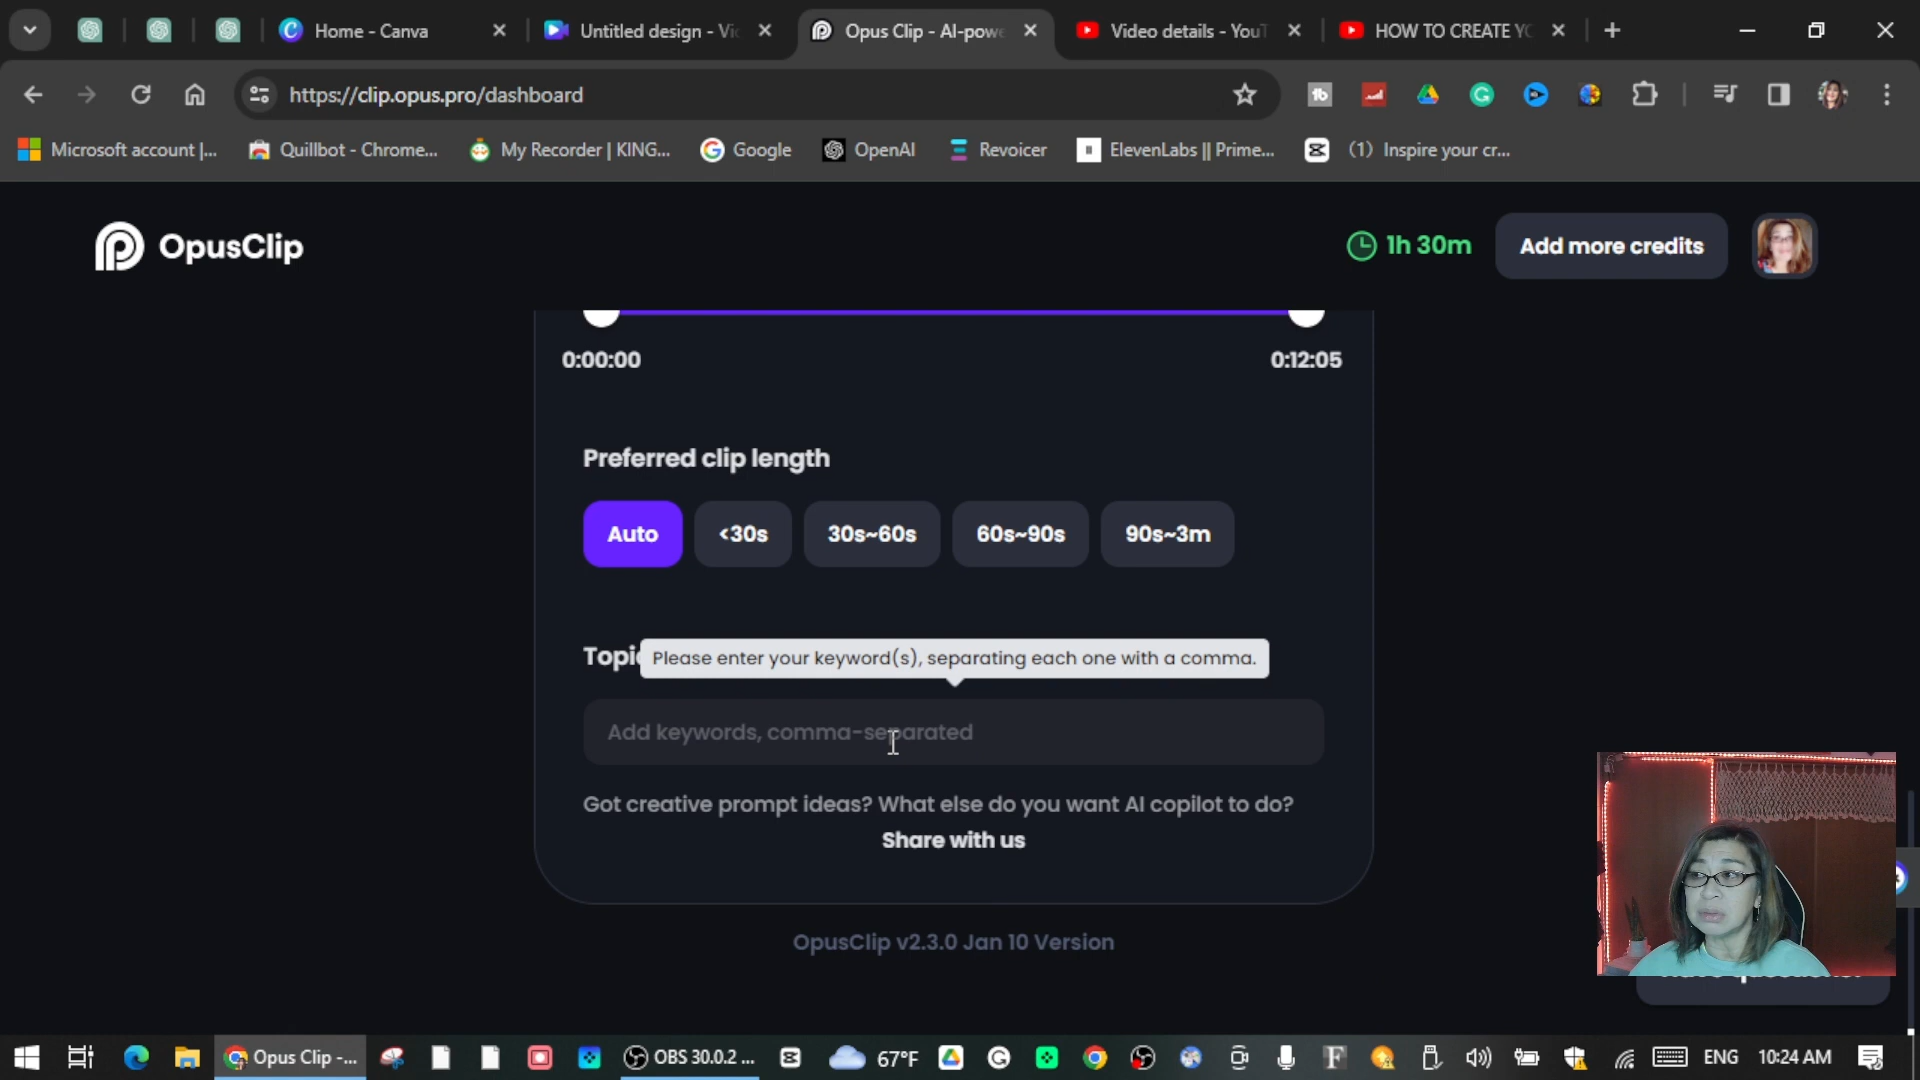 Home - Canva
Untitled design - Vi
Opus Clip - AI-powe
Video details - YouT
HOW TO CREATE YO
https://clip.opus.pro/dashboard
Microsoft account |...
Quillbot - Chrome...
My Recorder | KING...
Google
OpenAI
Revoicer
ElevenLabs || Prime...
(1) Inspire your cr...
OpusClip
1h 30m
Add more credits
0:00:00
0:12:05
Preferred clip length
Auto
<30s
30s~60s
60s~90s
90s~3m
Topic
Please enter your keyword(s), separating each one with a comma.
Add keywords, comma-separated
Got creative prompt ideas? What else do you want AI copilot to do?
Share with us
OpusClip v2.3.0 Jan 10 Version
Opus Clip -...
OBS 30.0.2 ...
67°F
ENG
10:24 AM